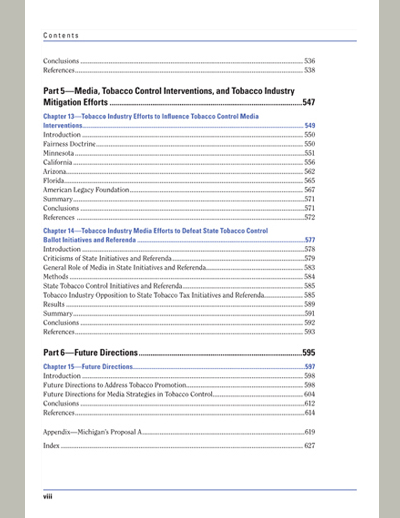 Contents
Conclusions ... 536
References ... 538
Part 5—Media, Tobacco Control Interventions, and Tobacco Industry
Mitigation Efforts ... 547
Chapter 13—Tobacco Industry Efforts to Influence Tobacco Control Media
Interventions ... 549
Introduction ... 550
Fairness Doctrine ... 550
Minnesota ... 551
California ... 556
Arizona ... 562
Florida ... 565
American Legacy Foundation ... 567
Summary ... 571
Conclusions ... 571
References ... 572
Chapter 14—Tobacco Industry Media Efforts to Defeat State Tobacco Control
Ballot Initiatives and Referenda ... 577
Introduction ... 578
Criticisms of State Initiatives and Referenda ... 579
General Role of Media in State Initiatives and Referenda ... 583
Methods ... 584
State Tobacco Control Initiatives and Referenda ... 585
Tobacco Industry Opposition to State Tobacco Tax Initiatives and Referenda ... 585
Results ... 589
Summary ... 591
Conclusions ... 592
References ... 593
Part 6—Future Directions ... 595
Chapter 15—Future Directions ... 597
Introduction ... 598
Future Directions to Address Tobacco Promotion ... 598
Future Directions for Media Strategies in Tobacco Control ... 604
Conclusions ... 612
References ... 614
Appendix—Michigan's Proposal A ... 619
Index ... 627
viii